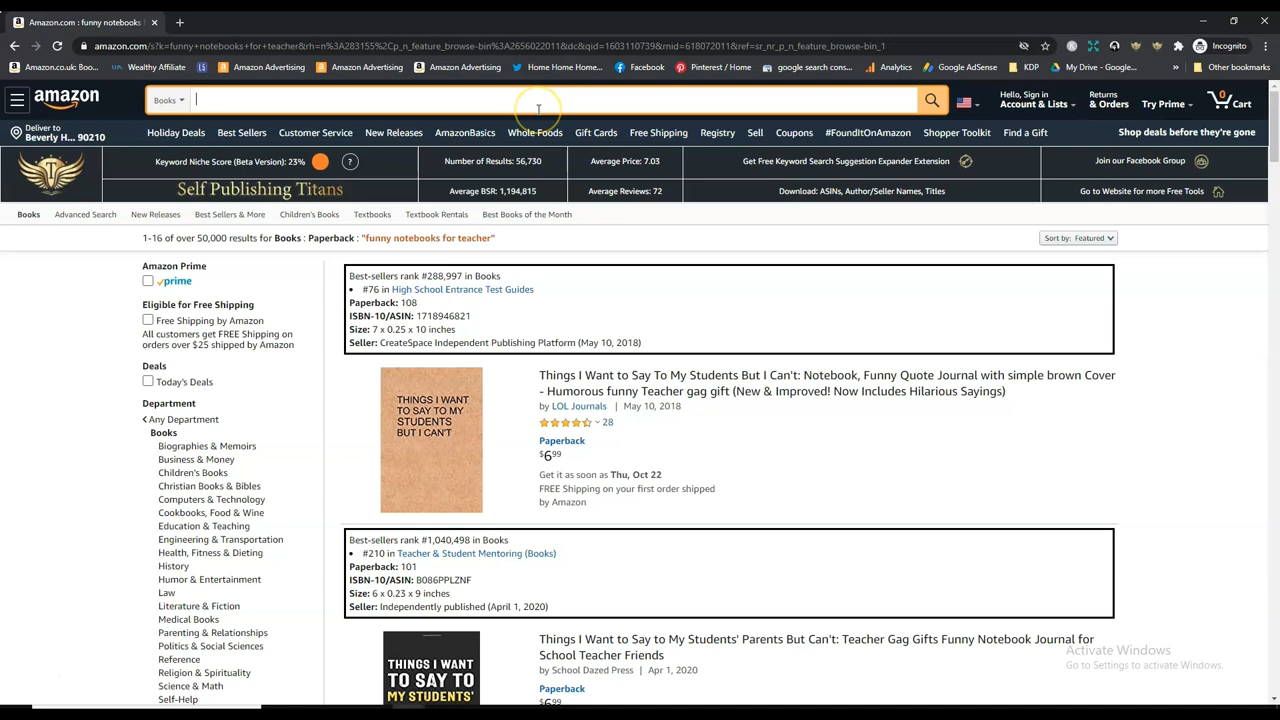 Amazon.com : funny notebooks
amazon.com/s?k=funny+notebooks+for+teacher&rh=n%3A283155%2Cp_n_feature_browse-bin%3A2656022011&dc&qid=1603110739&rnid=618072011&ref=sr_nr_p_n_feature_browse-bin_1
Incognito
Amazon.co.uk: Boo...
Wealthy Affiliate
Amazon Advertising
Amazon Advertising
Amazon Advertising
Home Home Home...
Facebook
Pinterest / Home
google search cons...
Analytics
Google AdSense
KDP
My Drive - Google...
»
Other bookmarks
amazon
Books
Hello, Sign in
Account & Lists
Returns
& Orders
Try Prime
0
Cart
Deliver to
Beverly H... 90210
Holiday Deals
Best Sellers
Customer Service
New Releases
AmazonBasics
Whole Foods
Gift Cards
Free Shipping
Registry
Sell
Coupons
#FoundItOnAmazon
Shopper Toolkit
Find a Gift
Shop deals before they're gone
Keyword Niche Score (Beta Version): 23%
?
Number of Results: 56,730
Average Price: 7.03
Get Free Keyword Search Suggestion Expander Extension
Join our Facebook Group
Self Publishing Titans
Average BSR: 1,194,815
Average Reviews: 72
Download: ASINs, Author/Seller Names, Titles
Go to Website for more Free Tools
Books
Advanced Search
New Releases
Best Sellers & More
Children's Books
Textbooks
Textbook Rentals
Best Books of the Month
1-16 of over 50,000 results for Books : Paperback : "funny notebooks for teacher"
Sort by: Featured
Amazon Prime
prime
Eligible for Free Shipping
Free Shipping by Amazon
All customers get FREE Shipping on
orders over $25 shipped by Amazon
Deals
Today's Deals
Department
Any Department
Books
Biographies & Memoirs
Business & Money
Children's Books
Christian Books & Bibles
Computers & Technology
Cookbooks, Food & Wine
Education & Teaching
Engineering & Transportation
Health, Fitness & Dieting
History
Humor & Entertainment
Law
Literature & Fiction
Medical Books
Parenting & Relationships
Politics & Social Sciences
Reference
Religion & Spirituality
Science & Math
Self-Help
Best-sellers rank #288,997 in Books
• #76 in High School Entrance Test Guides
Paperback: 108
ISBN-10/ASIN: 1718946821
Size: 7 x 0.25 x 10 inches
Seller: CreateSpace Independent Publishing Platform (May 10, 2018)
THINGS I WANT
TO SAY TO MY
STUDENTS
BUT I CAN'T
Things I Want to Say To My Students But I Can't: Notebook, Funny Quote Journal with simple brown Cover
- Humorous funny Teacher gag gift (New & Improved! Now Includes Hilarious Sayings)
by LOL Journals | May 10, 2018
28
Paperback
$6.99
Get it as soon as Thu, Oct 22
FREE Shipping on your first order shipped
by Amazon
Best-sellers rank #1,040,498 in Books
• #210 in Teacher & Student Mentoring (Books)
Paperback: 101
ISBN-10/ASIN: B086PPLZNF
Size: 6 x 0.23 x 9 inches
Seller: Independently published (April 1, 2020)
THINGS I WANT
TO SAY TO
MY STUDENTS'
Things I Want to Say to My Students' Parents But Can't: Teacher Gag Gifts Funny Notebook Journal for
School Teacher Friends
by School Dazed Press | Apr 1, 2020
Paperback
$6.99
Activate Windows
Go to Settings to activate Windows.